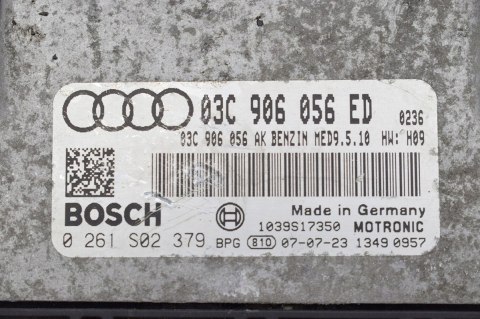 03C 906 056 ED 0236
03C 906 056 AK BENZIN MED9.5.10 HW: H09
BOSCH
Made in Germany
1039S17350 MOTRONIC
0 261 S02 379 BPG 810 07-07-23 1349 0957